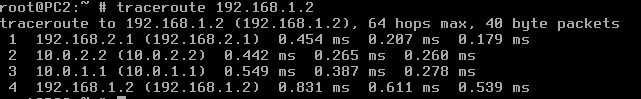 root@PC2:~ # traceroute 192.168.1.2
traceroute to 192.168.1.2 (192.168.1.2), 64 hops max, 40 byte packets
1 192.168.2.1 (192.168.2.1) 0.454 ms 0.207 ms 0.179 ms
2 10.0.2.2 (10.0.2.2) 0.442 ms 0.265 ms 0.260 ms
3 10.0.1.1 (10.0.1.1) 0.549 ms 0.387 ms 0.278 ms
4 192.168.1.2 (192.168.1.2) 0.831 ms 0.611 ms 0.539 ms